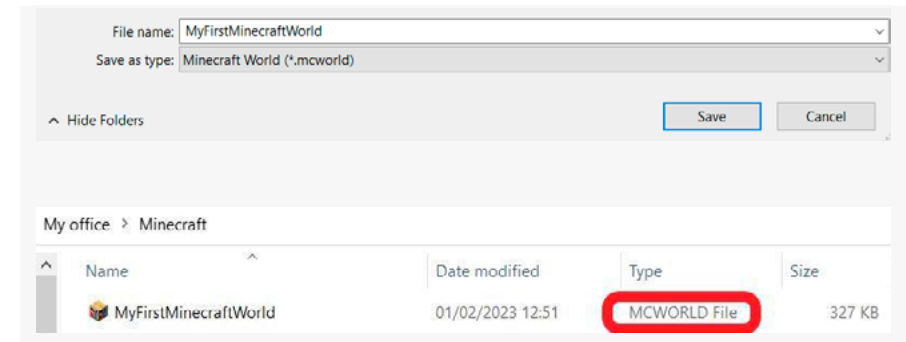 File name: MyFirstMinecraftWorld
Save as type: Minecraft World (*.mcworld)
Hide Folders Save Cancel
My office > Minecraft
Name Date modified Type Size
MyFirstMinecraftWorld 01/02/2023 12:51 MCWORLD File 327 KB